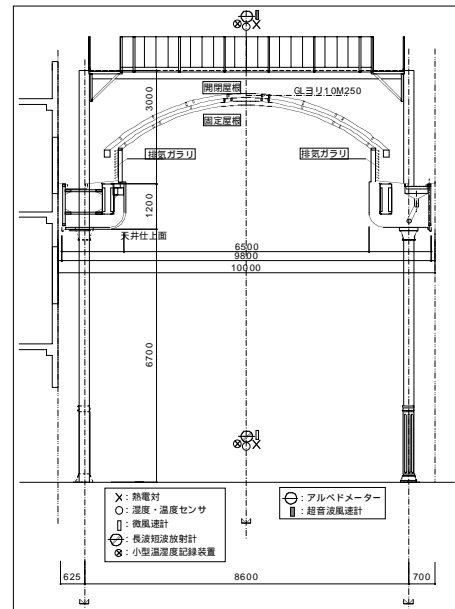 開閉屋根
GLヨリ10M250
3000
固定屋根
排気ガラリ
排気ガラリ
1200
天井仕上面
6500
9800
10000
6700
X：熱電対
○：湿度・温度センサ
：微風速計
：長波短波放射計
⊗：小型温湿度記録装置
：アルベドメーター
：超音波風速計
625
8600
700